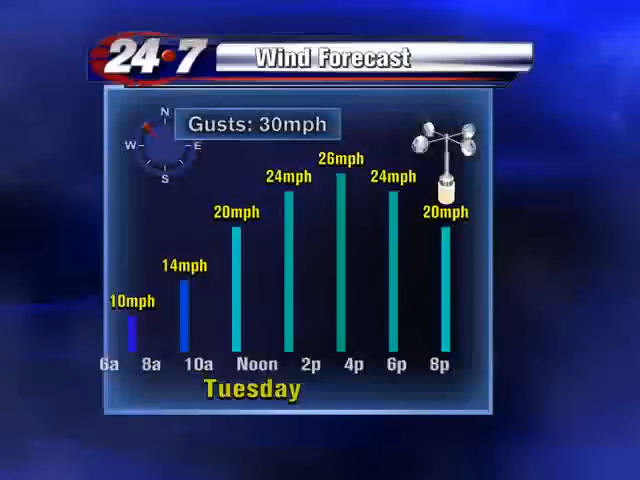 24·7 Wind Forecast
N
Gusts: 30mph
W E
S
26mph
24mph 24mph
20mph 20mph
14mph
10mph
6a 8a 10a Noon 2p 4p 6p 8p
Tuesday